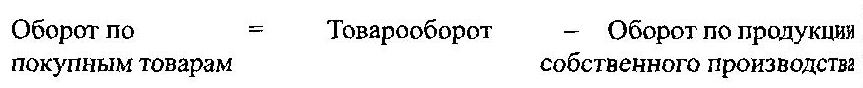 Оборот по = Товарооборот – Оборот по продукции
покупным товарам собственного производства